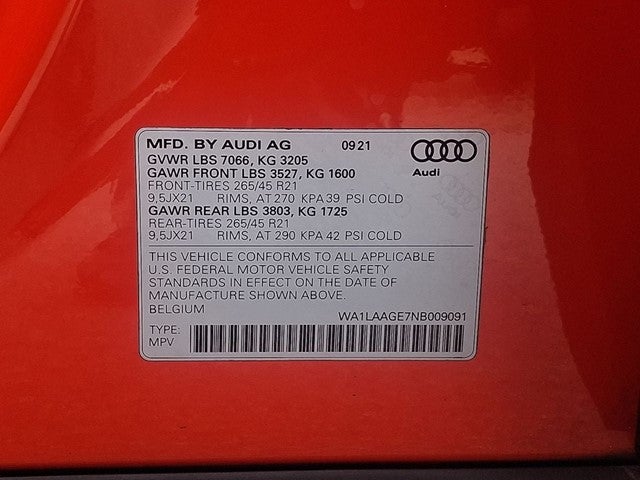 MFD. BY AUDI AG 09 21
GVWR LBS 7066, KG 3205
GAWR FRONT LBS 3527, KG 1600
Audi
FRONT-TIRES 265/45 R21
9,5JX21 RIMS, AT 270 KPA 39 PSI COLD
GAWR REAR LBS 3803, KG 1725
REAR-TIRES 265/45 R21
9,5JX21 RIMS, AT 290 KPA 42 PSI COLD
THIS VEHICLE CONFORMS TO ALL APPLICABLE
U.S. FEDERAL MOTOR VEHICLE SAFETY
STANDARDS IN EFFECT ON THE DATE OF
MANUFACTURE SHOWN ABOVE.
BELGIUM
WA1LAAGE7NB009091
TYPE:
MPV